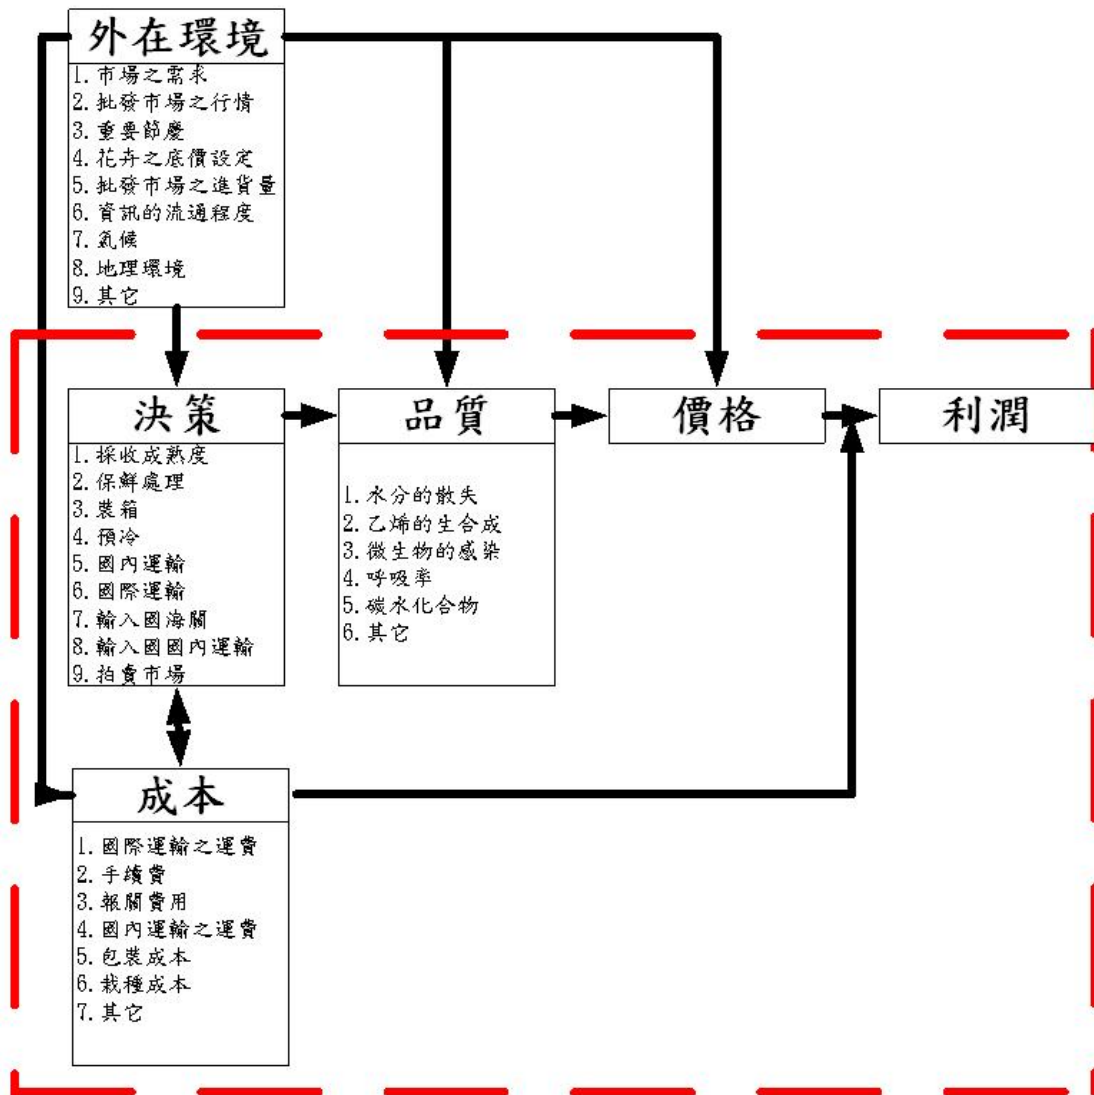 外在環境
1. 市場之需求
2. 批發市場之行情
3. 重要節慶
4. 花卉之底價設定
5. 批發市場之進貨量
6. 資訊的流通程度
7. 氣候
8. 地理環境
9. 其它
決策
1. 採收成熟度
2. 保鮮處理
3. 裝箱
4. 預冷
5. 國內運輸
6. 國際運輸
7. 輸入國海關
8. 輸入國國內運輸
9. 拍賣市場
品質
1. 水分的散失
2. 乙烯的生合成
3. 微生物的感染
4. 呼吸率
5. 碳水化合物
6. 其它
價格
利潤
成本
1. 國際運輸之運費
2. 手續費
3. 報關費用
4. 國內運輸之運費
5. 包裝成本
6. 栽種成本
7. 其它